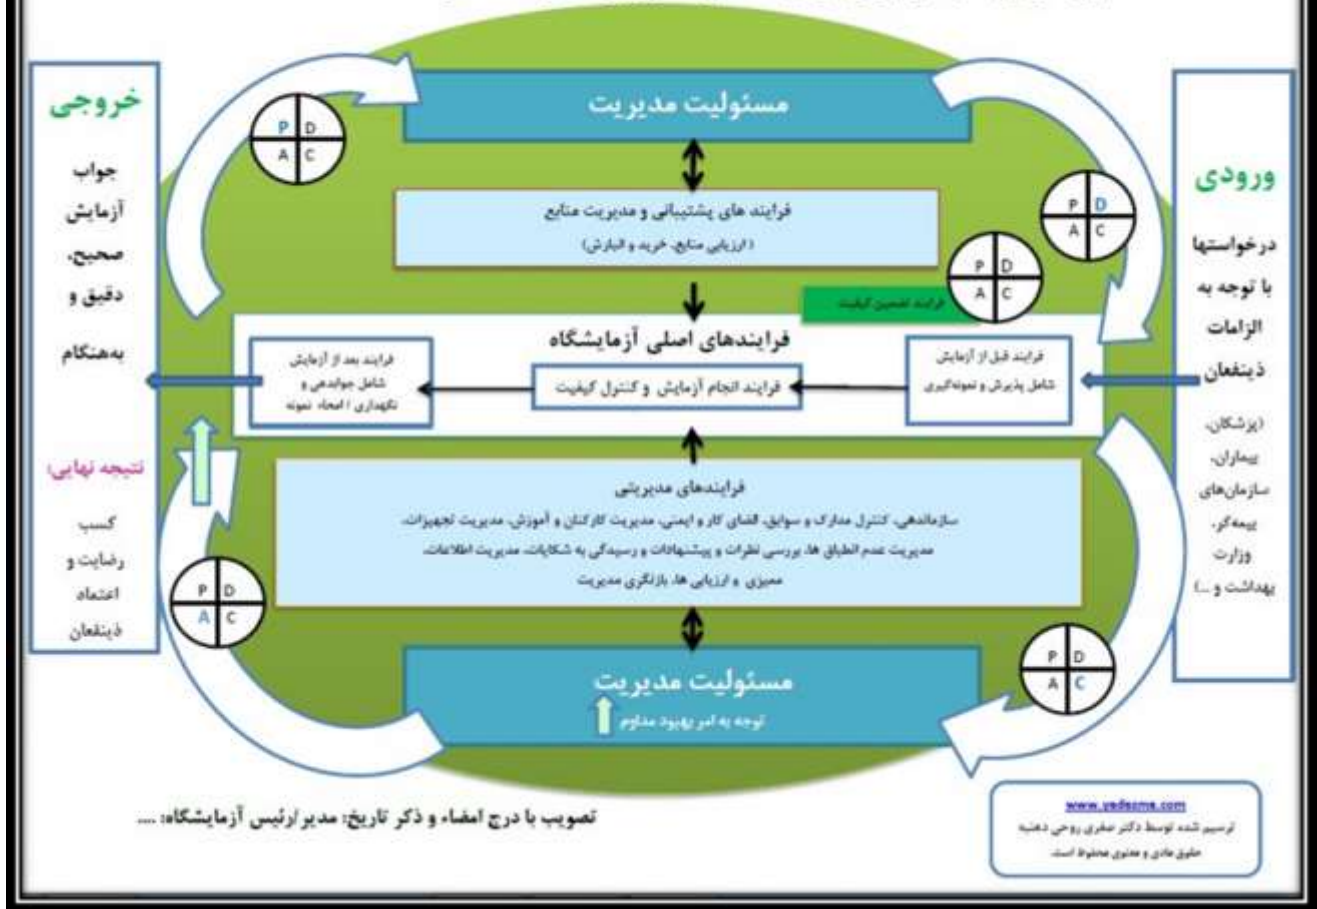 مسئولیت مدیریت
P D
A C
P D
A C
فرایند های پشتیبانی و مدیریت منابع
(ارزیابی منابع، خرید و انبارش)
P D
A C
فرایند تضمین کیفیت
ورودی
درخواستها
با توجه به
الزامات
ذینفعان
(پزشکان،
بیماران،
سازمان‌های
بیمه‌گر،
وزارت
بهداشت و ...)
فرایندهای اصلی آزمایشگاه
فرایند قبل از آزمایش
شامل پذیرش و نمونه‌گیری
فرایند انجام آزمایش و کنترل کیفیت
فرایند بعد از آزمایش
شامل جوابدهی و
نگهداری / امحاء نمونه
خروجی
جواب
آزمایش
صحیح،
دقیق و
به‌هنگام
نتیجه نهایی:
کسب
رضایت و
اعتماد
ذینفعان
فرایندهای مدیریتی
سازماندهی، کنترل مدارک و سوابق، فضای کار و ایمنی، مدیریت کارکنان و آموزش، مدیریت تجهیزات،
مدیریت عدم انطباق ها، بررسی نظرات و پیشنهادات و رسیدگی به شکایات، مدیریت اطلاعات،
ممیزی و ارزیابی ها، بازنگری مدیریت
P D
A C
P D
A C
مسئولیت مدیریت
توجه به امر بهبود مداوم
تصویب با درج امضاء و ذکر تاریخ: مدیر/رئیس آزمایشگاه: ....
ترسیم شده توسط دکتر صغری روحی دهنبه
حقوق مادی و معنوی محفوظ است.